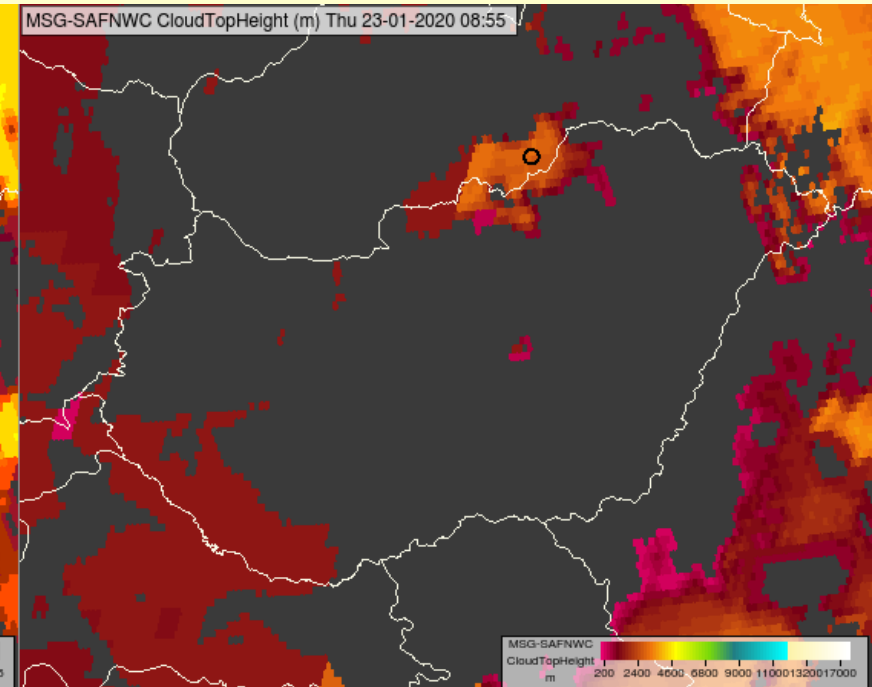 MSG-SAFNWC CloudTopHeight (m) Thu 23-01-2020 08:55
MSG-SAFNWC
CloudTopHeight
m
200 2400 4600 6800 9000 11000 13200 17000